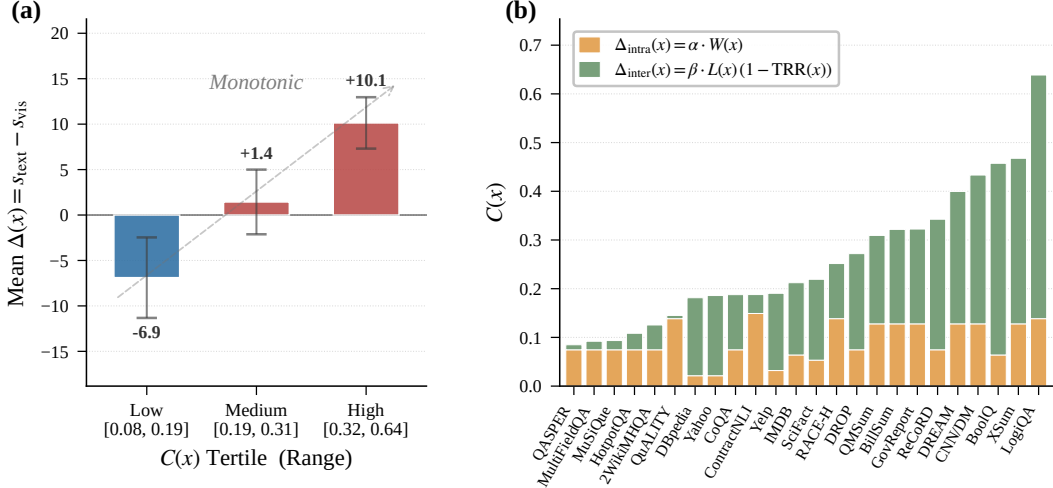 (a)
Mean Δ(x) = s_text − s_vis
20
15
10
5
0
−5
−10
−15
Monotonic
-6.9
+1.4
+10.1
Low
[0.08, 0.19]
Medium
[0.19, 0.31]
High
[0.32, 0.64]
C(x) Tertile (Range)
(b)
C(x)
0.7
0.6
0.5
0.4
0.3
0.2
0.1
0.0
Δ_intra(x) = α · W(x)
Δ_inter(x) = β · L(x) (1 − TRR(x))
QASPER
MultiFieldQA
MuSiQue
HotpotQA
2WikiMHQA
QuALITY
DBpedia
Yahoo
CoQA
ContractNLI
Yelp
IMDB
SciFact
RACE-H
DROP
QMSum
BillSum
GovReport
ReCoRD
DREAM
CNN/DM
BoolQ
XSum
LogiQA